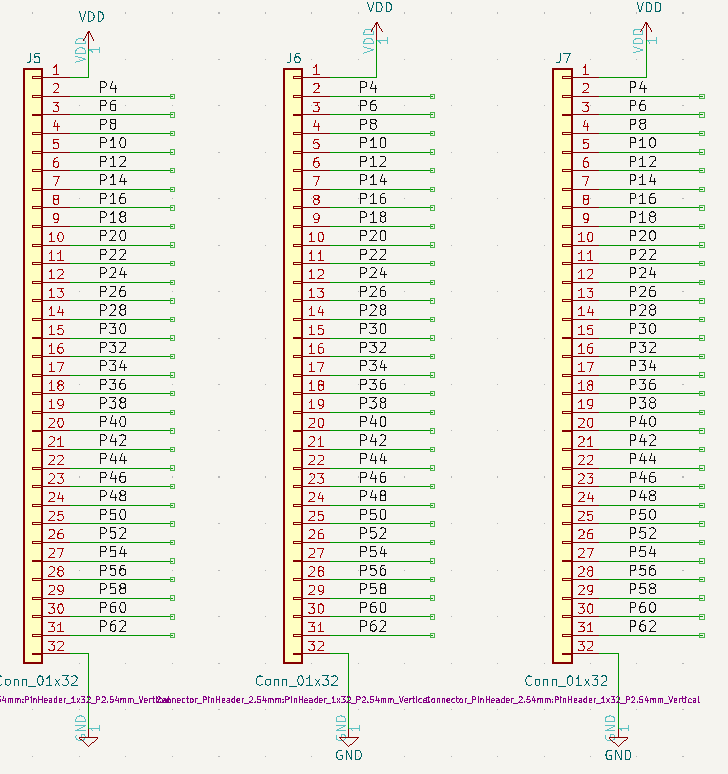 VDD VDD VDD
VDD 1 VDD 1 VDD 1
J5 J6 J7
1 1 1
2 P4 2 P4 2 P4
3 P6 3 P6 3 P6
4 P8 4 P8 4 P8
5 P10 5 P10 5 P10
6 P12 6 P12 6 P12
7 P14 7 P14 7 P14
8 P16 8 P16 8 P16
9 P18 9 P18 9 P18
10 P20 10 P20 10 P20
11 P22 11 P22 11 P22
12 P24 12 P24 12 P24
13 P26 13 P26 13 P26
14 P28 14 P28 14 P28
15 P30 15 P30 15 P30
16 P32 16 P32 16 P32
17 P34 17 P34 17 P34
18 P36 18 P36 18 P36
19 P38 19 P38 19 P38
20 P40 20 P40 20 P40
21 P42 21 P42 21 P42
22 P44 22 P44 22 P44
23 P46 23 P46 23 P46
24 P48 24 P48 24 P48
25 P50 25 P50 25 P50
26 P52 26 P52 26 P52
27 P54 27 P54 27 P54
28 P56 28 P56 28 P56
29 P58 29 P58 29 P58
30 P60 30 P60 30 P60
31 P62 31 P62 31 P62
32 32 32
Conn_01x32 Conn_01x32 Conn_01x32
54mm:PinHeader_1x32_P2.54mm_Vertical Connector_PinHeader_2.54mm:PinHeader_1x32_P2.54mm_Vertical Connector_PinHeader_2.54mm:PinHeader_1x32_P2.54mm_Vertical
GND 1 GND 1 GND 1
GND GND